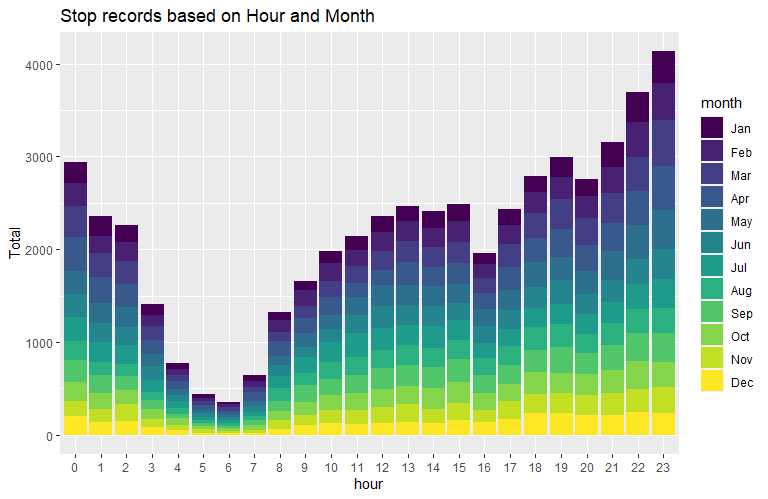 Stop records based on Hour and Month
Total
4000
3000
2000
1000
0
0 1 2 3 4 5 6 7 8 9 10 11 12 13 14 15 16 17 18 19 20 21 22 23
hour
month
Jan
Feb
Mar
Apr
May
Jun
Jul
Aug
Sep
Oct
Nov
Dec